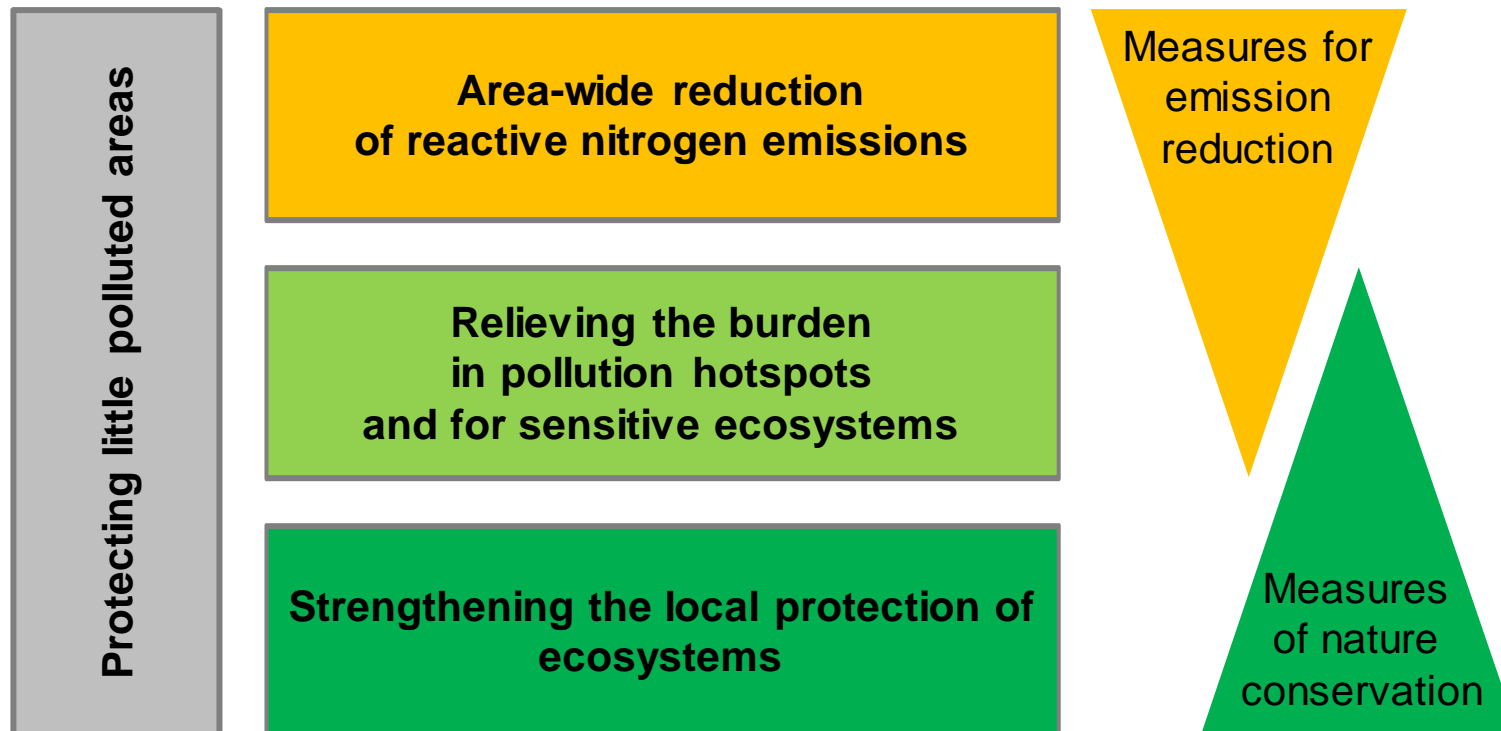 Protecting little polluted areas
Area-wide reduction
of reactive nitrogen emissions
Relieving the burden
in pollution hotspots
and for sensitive ecosystems
Strengthening the local protection of
ecosystems
Measures for
emission
reduction
Measures
of nature
conservation